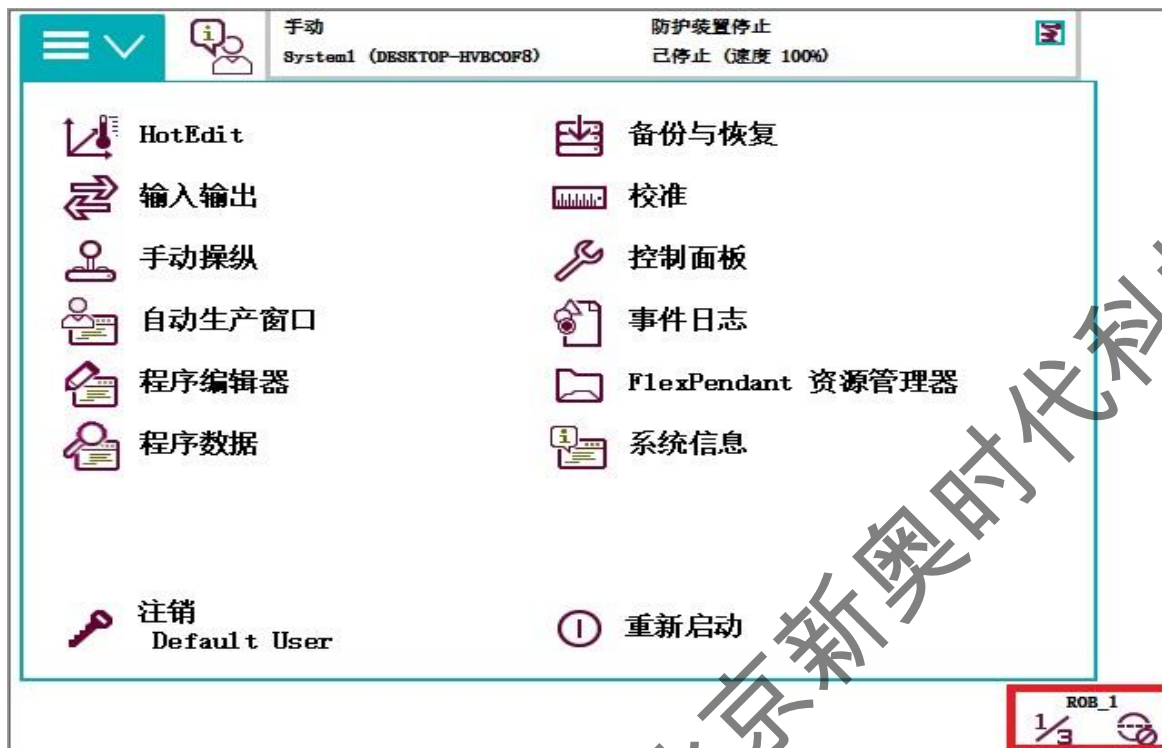 手动
防护装置停止
System1 (DESKTOP-HVBCOF8)
已停止 (速度 100%)
HotEdit
备份与恢复
输入输出
校准
手动操纵
控制面板
自动生产窗口
事件日志
程序编辑器
FlexPendant 资源管理器
程序数据
系统信息
注销
Default User
重新启动
ROB_1
1/3
京新奥时代科